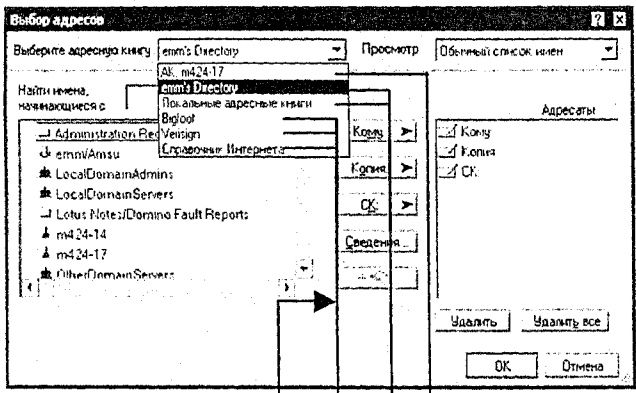 Выбор адресов
Выберите адресную книгу emm's Directory Просмотр Обычный список имен
АК: m424-17
emm's Directory
Локальные адресные книги
Bigfoot
Verisign
Справочник Интернета
Найти имена,
начинающиеся с
Адресаты
Administration Req
emm/Amsu
LocalDomainAdmins
LocalDomainServers
Lotus Notes/Domino Fault Reports
m424-14
m424-17
OtherDomainServers
Кому
Копия
СК:
Сведения...
Кому
Копия
СК:
Удалить Удалить все
OK Отмена